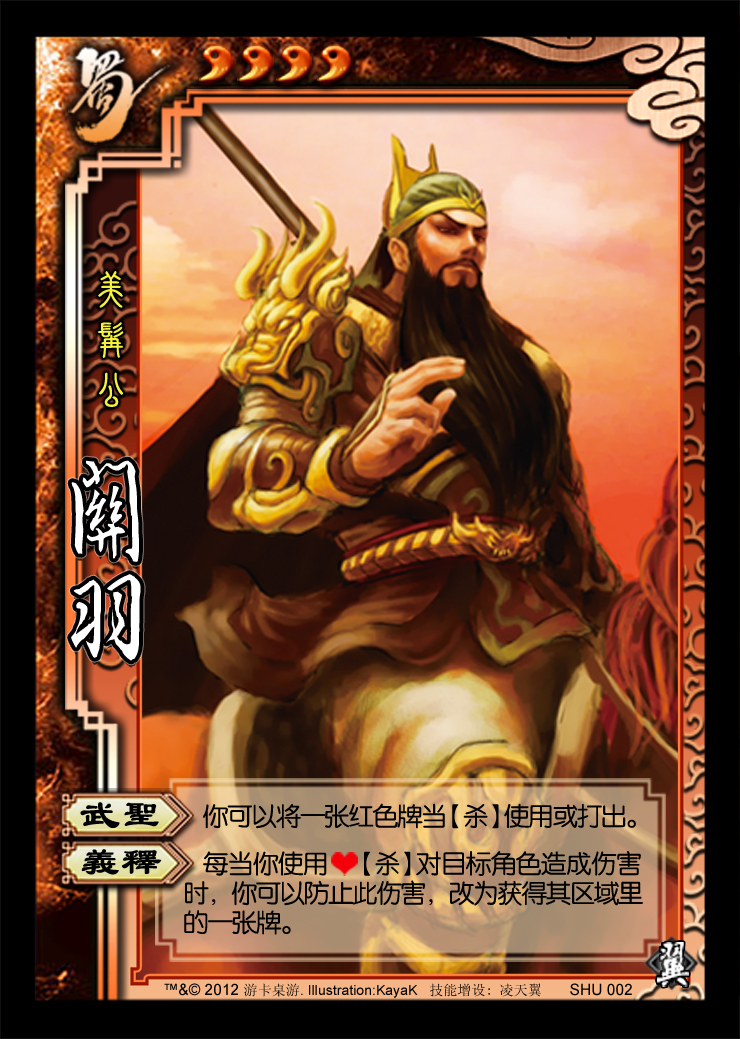 蜀
美髯公
關羽
武聖
你可以将一张红色牌当【杀】使用或打出。
義釋
每当你使用❤【杀】对目标角色造成伤害
时，你可以防止此伤害，改为获得其区域里
的一张牌。
翼
™&© 2012 游卡桌游. Illustration:KayaK 技能增设：凌天翼 SHU 002